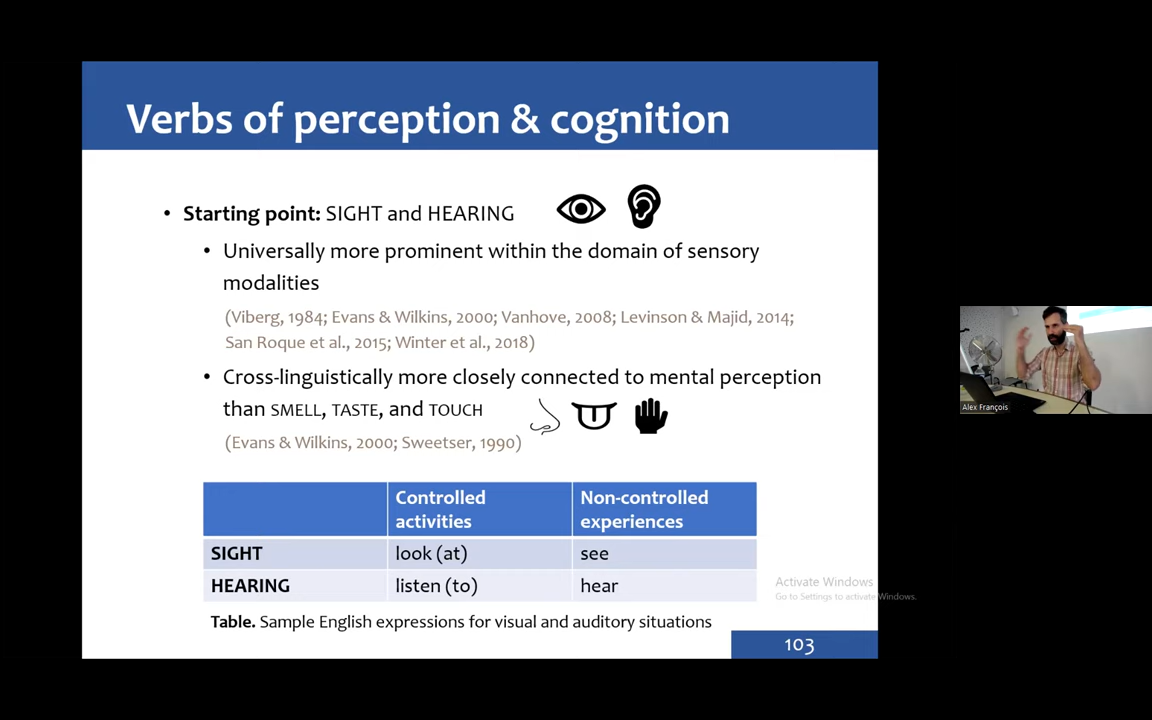 Verbs of perception & cognition
• Starting point: SIGHT and HEARING
• Universally more prominent within the domain of sensory
modalities
(Viberg, 1984; Evans & Wilkins, 2000; Vanhove, 2008; Levinson & Majid, 2014;
San Roque et al., 2015; Winter et al., 2018)
• Cross-linguistically more closely connected to mental perception
than SMELL, TASTE, and TOUCH
(Evans & Wilkins, 2000; Sweetser, 1990)
Controlled
activities
Non-controlled
experiences
SIGHT look (at) see
HEARING listen (to) hear
Table. Sample English expressions for visual and auditory situations
103
Activate Windows
Go to Settings to activate Windows.
Alex François